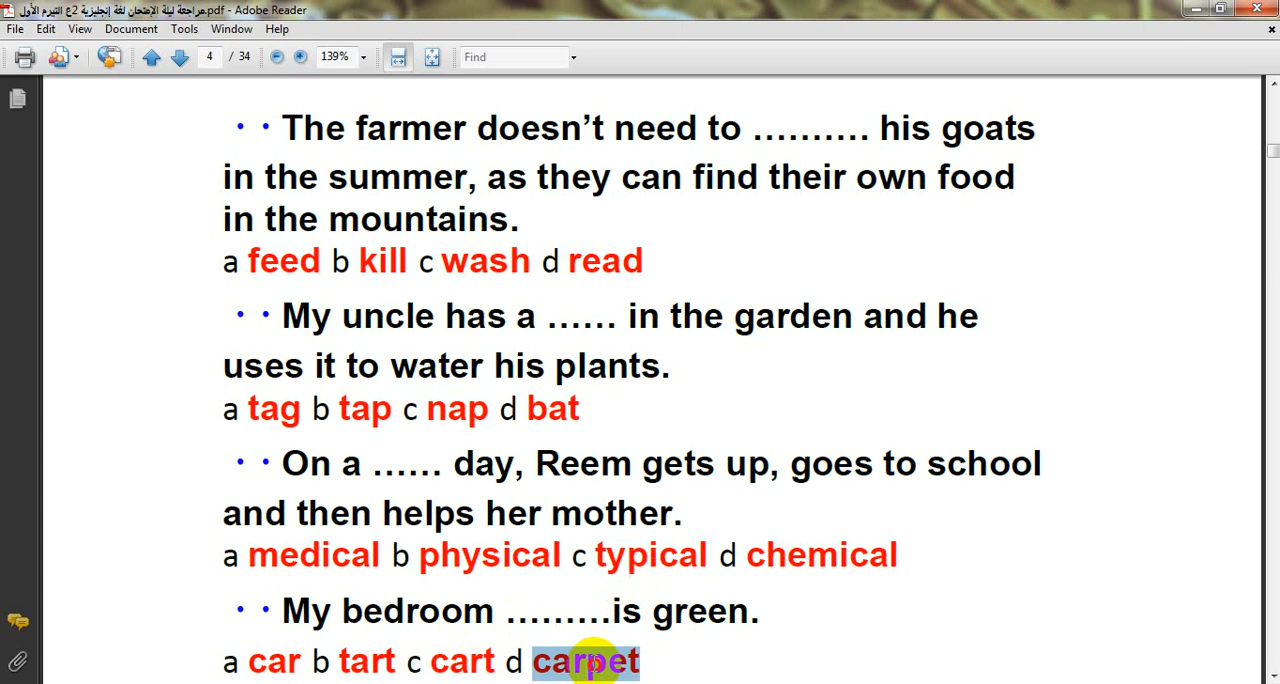 مراجعة ليلة الإمتحان لغة إنجليزية 2ع التيرم الأول.pdf - Adobe Reader
File Edit View Document Tools Window Help
4 / 34 139% Find
• • The farmer doesn’t need to ………. his goats
in the summer, as they can find their own food
in the mountains.
a feed b kill c wash d read
• • My uncle has a …… in the garden and he
uses it to water his plants.
a tag b tap c nap d bat
• • On a …… day, Reem gets up, goes to school
and then helps her mother.
a medical b physical c typical d chemical
• • My bedroom ………is green.
a car b tart c cart d carpet